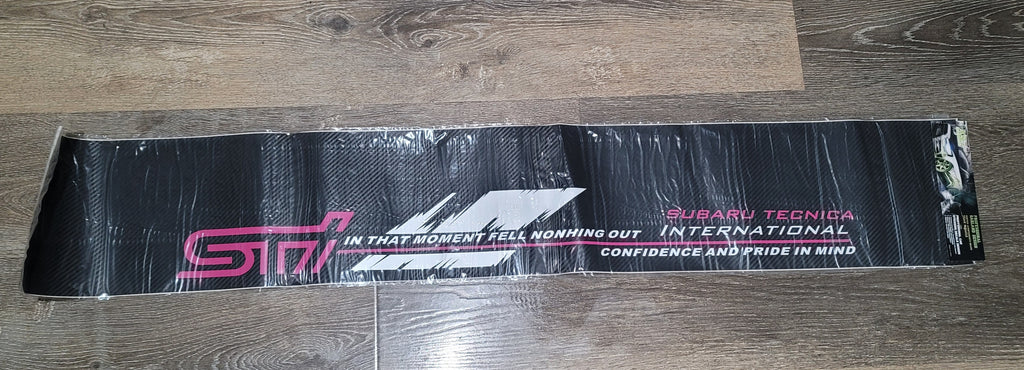 STi
IN THAT MOMENT FELL NONHING OUT
SUBARU TECNICA
INTERNATIONAL
CONFIDENCE AND PRIDE IN MIND